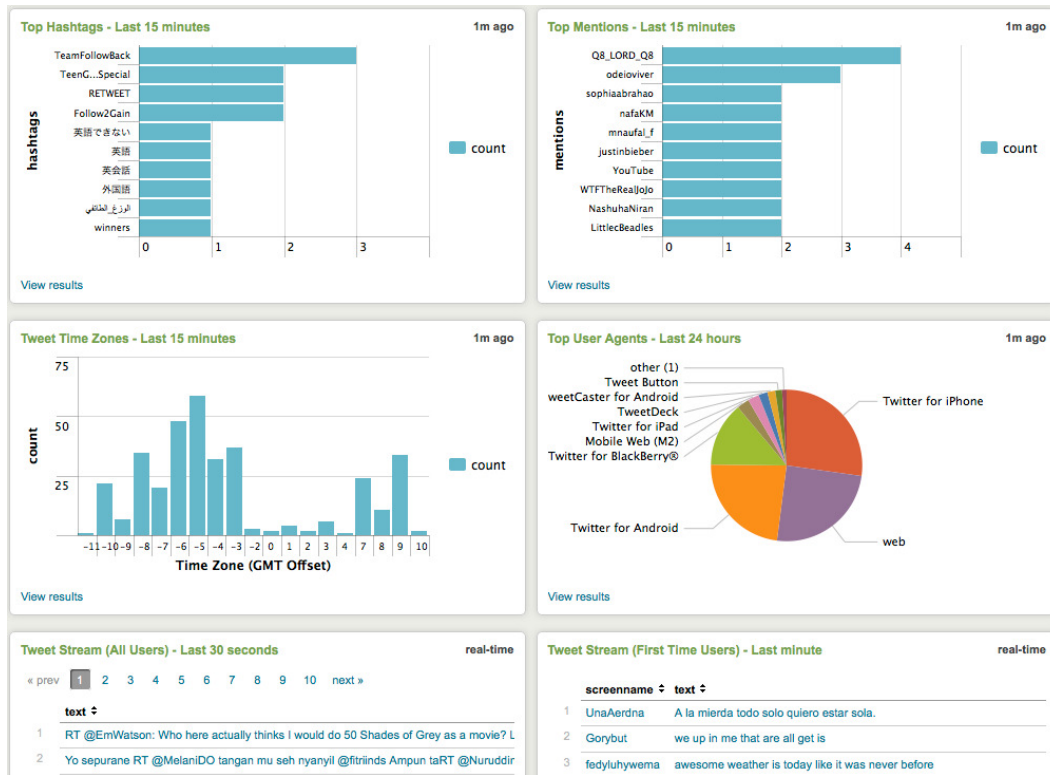 Top Hashtags - Last 15 minutes 1m ago
TeamFollowBack
TeenG...Special
RETWEET
Follow2Gain
英語できない
英語
英会話
外国語
الوزغ_الطائفي
winners
hashtags
count
0 1 2 3
View results
Top Mentions - Last 15 minutes 1m ago
Q8_LORD_Q8
odeioviver
sophiaabrahao
nafaKM
mnaufal_f
justinbieber
YouTube
WTFTheRealJoJo
NashuhaNiran
LittlecBeadles
mentions
count
0 1 2 3 4
View results
Tweet Time Zones - Last 15 minutes 1m ago
75
50
25
count
count
-11 -10 -9 -8 -7 -6 -5 -4 -3 -2 0 1 2 3 4 7 8 9 10
Time Zone (GMT Offset)
View results
Top User Agents - Last 24 hours 1m ago
other (1)
Tweet Button
weetCaster for Android
TweetDeck
Twitter for iPad
Mobile Web (M2)
Twitter for BlackBerry®
Twitter for Android
Twitter for iPhone
web
View results
Tweet Stream (All Users) - Last 30 seconds real-time
« prev 1 2 3 4 5 6 7 8 9 10 next »
text
1 RT @EmWatson: Who here actually thinks I would do 50 Shades of Grey as a movie? L
2 Yo sepurane RT @MelaniDO tangan mu seh nyanyil @fitriinds Ampun taRT @Nuruddir
Tweet Stream (First Time Users) - Last minute real-time
screenname text
1 UnaAerdna A la mierda todo solo quiero estar sola.
2 Gorybut we up in me that are all get is
3 fedyluhywema awesome weather is today like it was never before